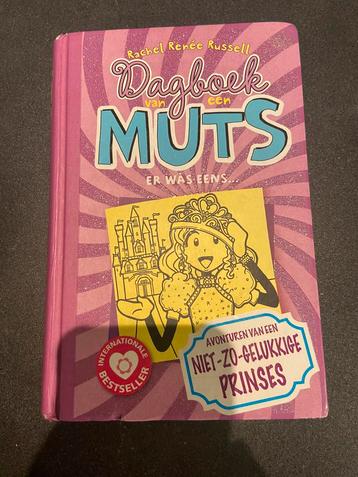 Rachel Renée Russell
Dagboek
van een
MUTS
ER WAS EENS...
AVONTUREN VAN EEN
NIET-ZO-GELUKKIGE
PRINSES
INTERNATIONALE
BESTSELLER